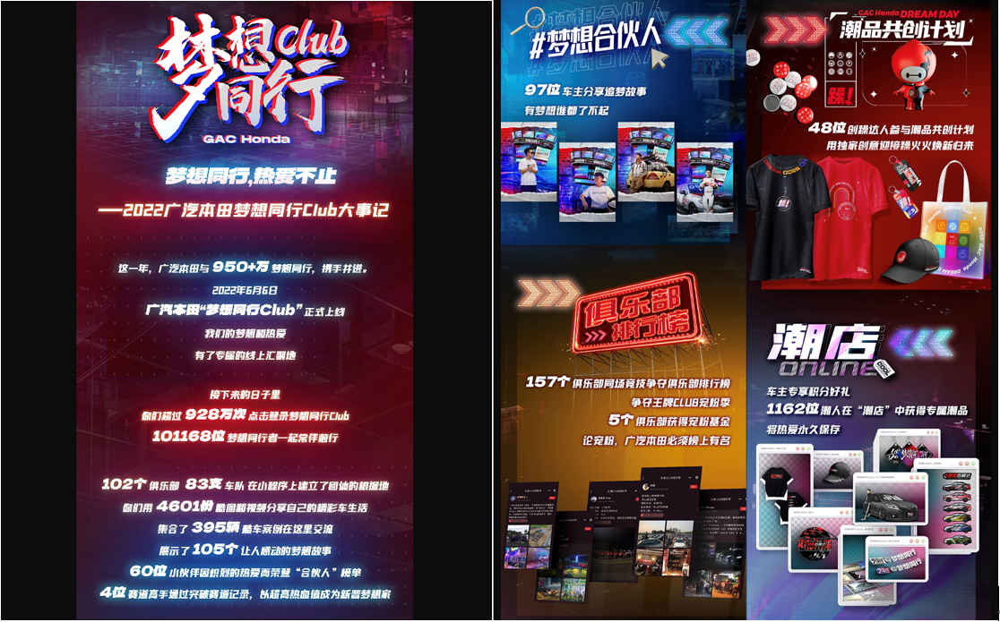 梦想Club
同行
GAC Honda
梦想同行,热爱不止
——2022广汽本田梦想同行Club大事记
这一年，广汽本田与 950+万 梦想同行，携手并进。
2022年6月6日
广汽本田“梦想同行Club” 正式上线
我们的梦想和热爱
有了专属的线上汇聚地
接下来的日子里
你们超过 928万次 点击登录梦想同行Club
101168位 梦想同行者一起常伴前行
102个 俱乐部 83支 车队 在小程序上建立了团体的根据地
你们用 4601份 酷图和视频分享自己的精彩车生活
集合了 395辆 酷车案例在这里交流
展示了 105个 让人感动的梦想故事
60位 小伙伴因炽烈的热爱而荣登“合伙人”榜单
4位 赛道高手通过突破赛道记录，以超高热血值成为新晋梦想家
#梦想合伙人
97位 车主分享追梦故事
有梦想谁都了不起
俱乐部
排行榜
157个 俱乐部同场竞技争夺俱乐部排行榜
争夺王牌CLUB宠粉季
5个 俱乐部获得宠粉基金
论宠粉，广汽本田必须榜上有名
GAC Honda DREAM DAY
潮品共创计划
躁!
48位 创躁达人参与潮品共创计划
用独家创意迎接躁火火焕新归来
潮店
ONLINE
COOL
车主专享积分好礼
1162位 潮人在“潮店”中获得专属潮品
将热爱永久保存